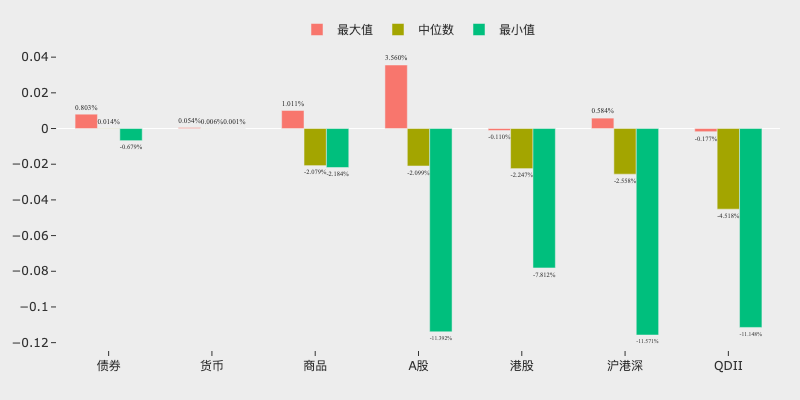 最大值 中位数 最小值
0.04
0.02
0
−0.02
−0.04
−0.06
−0.08
−0.1
−0.12
0.803% 0.014% -0.679%
0.054% 0.006% 0.001%
1.011% -2.079% -2.184%
3.560% -2.099% -11.392%
-0.110% -2.247% -7.812%
0.584% -2.558% -11.571%
-0.177% -4.518% -11.148%
债券 货币 商品 A股 港股 沪港深 QDII